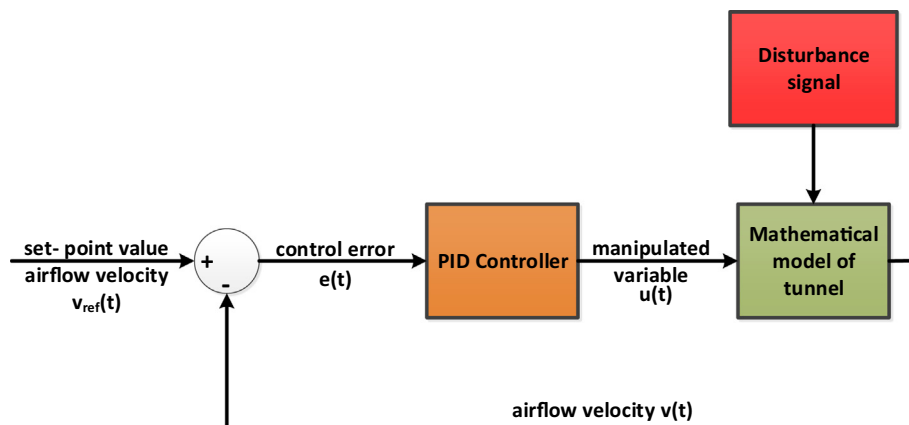 Disturbance
signal
set- point value
airflow velocity
v_ref(t)
+
-
control error
e(t)
PID Controller
manipulated
variable
u(t)
Mathematical
model of
tunnel
airflow velocity v(t)